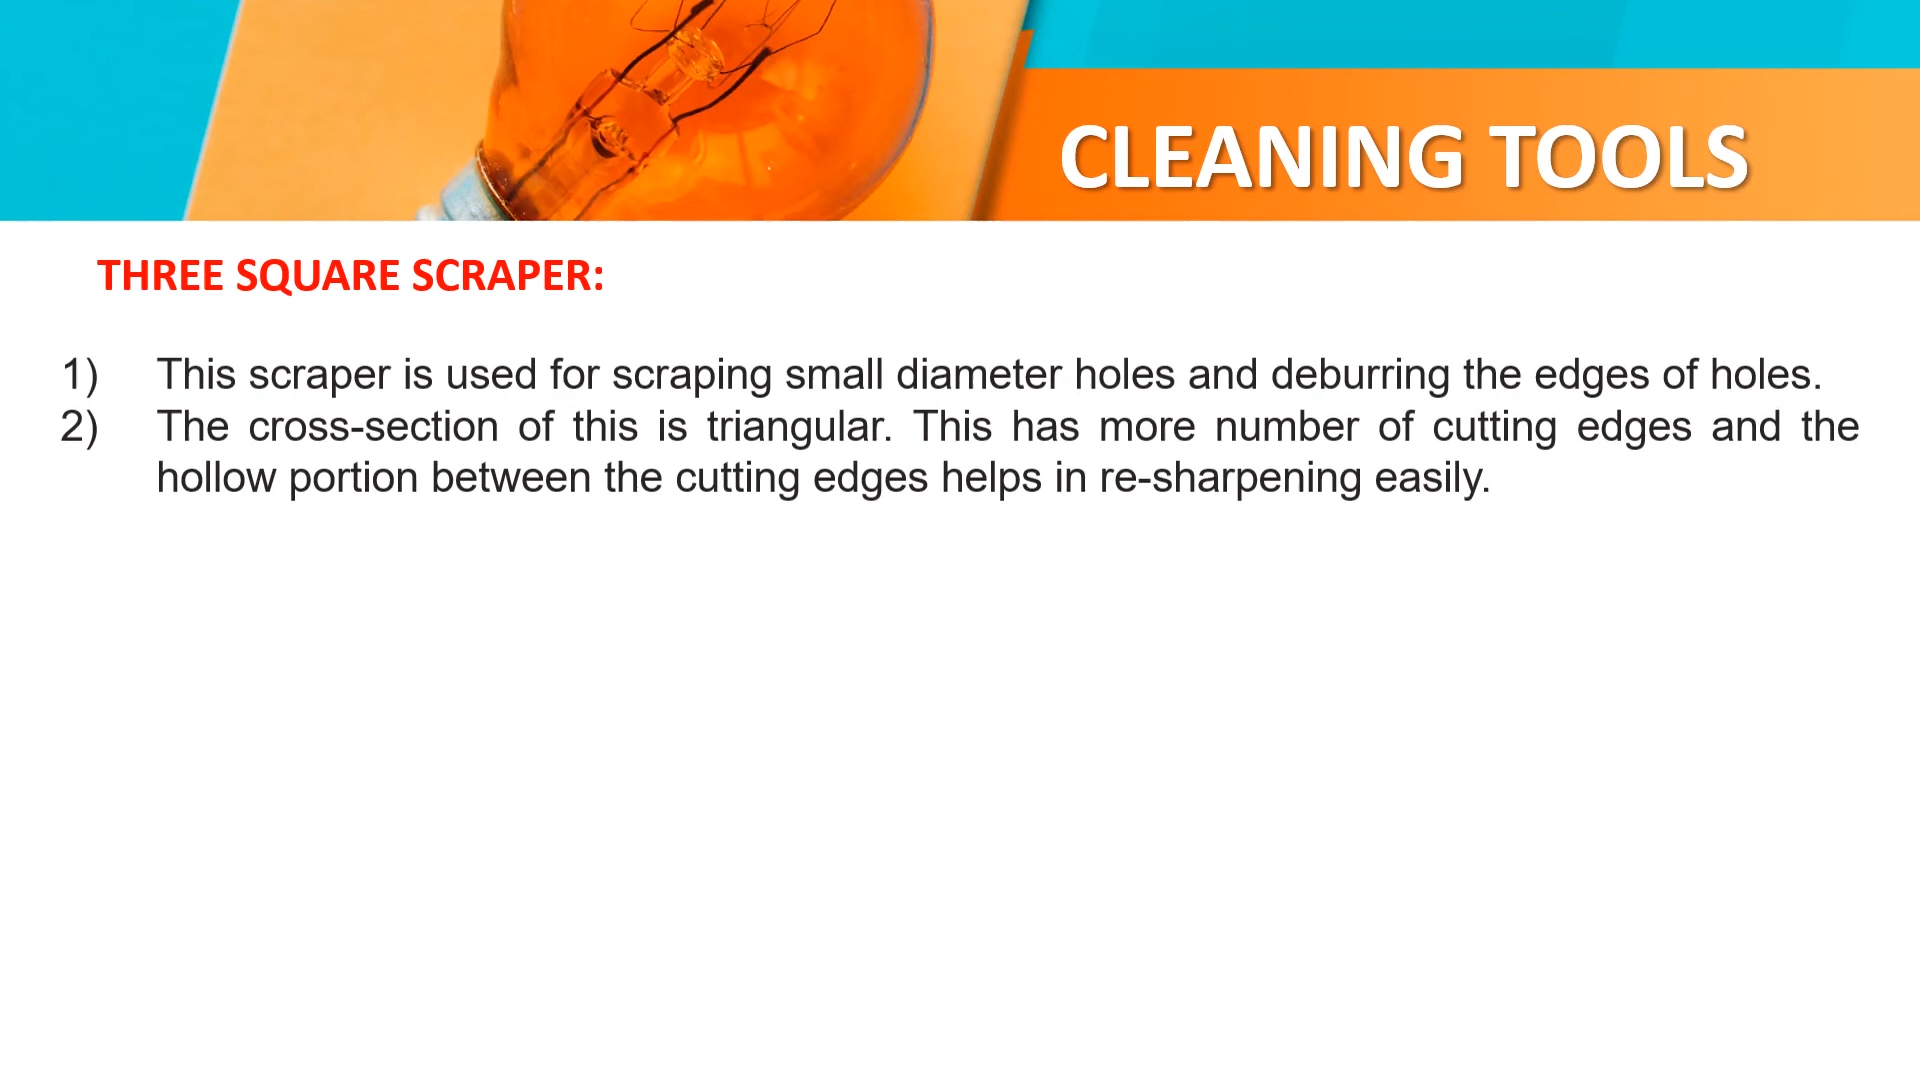 CLEANING TOOLS
THREE SQUARE SCRAPER:
1) This scraper is used for scraping small diameter holes and deburring the edges of holes.
2) The cross-section of this is triangular. This has more number of cutting edges and the
hollow portion between the cutting edges helps in re-sharpening easily.